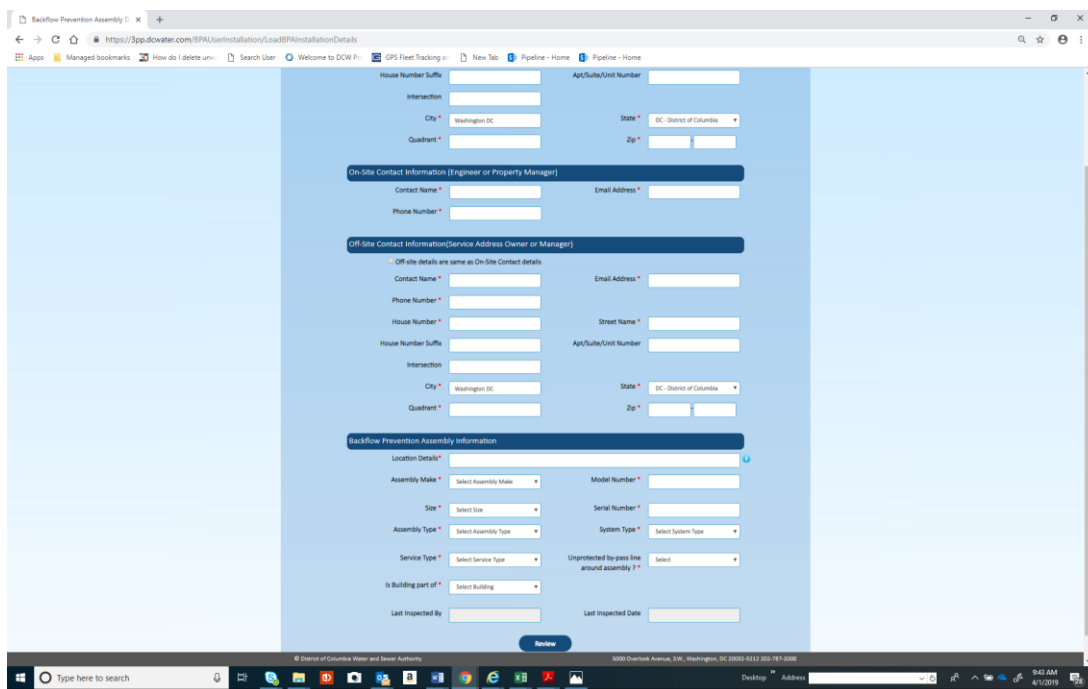 Backflow Prevention Assembly D
https://3pp.dcwater.com/BPAUserInstallation/LoadBPAInstallationDetails
Apps Managed bookmarks How do I delete unw Search User Welcome to DCW Pr GPS Fleet Tracking a New Tab Pipeline - Home Pipeline - Home
House Number Suffix Apt/Suite/Unit Number
Intersection
City * Washington DC State * DC - District of Columbia
Quadrant * Zip * -
On-Site Contact Information (Engineer or Property Manager)
Contact Name * Email Address *
Phone Number *
Off-Site Contact Information(Service Address Owner or Manager)
Off-site details are same as On-Site Contact details
Contact Name * Email Address *
Phone Number *
House Number * Street Name *
House Number Suffix Apt/Suite/Unit Number
Intersection
City * Washington DC State * DC - District of Columbia
Quadrant * Zip * -
Backflow Prevention Assembly Information
Location Details*
Assembly Make * Select Assembly Make Model Number *
Size * Select Size Serial Number *
Assembly Type * Select Assembly Type System Type * Select System Type
Service Type * Select Service Type Unprotected by-pass line around assembly ? * Select
Is Building part of * Select Building
Last Inspected By Last Inspected Date
Review
© District of Columbia Water and Sewer Authority 5000 Overlook Avenue, S.W., Washington, DC 20032-5212 202-787-2000
Type here to search Desktop Address 9:43 AM
4/1/2019